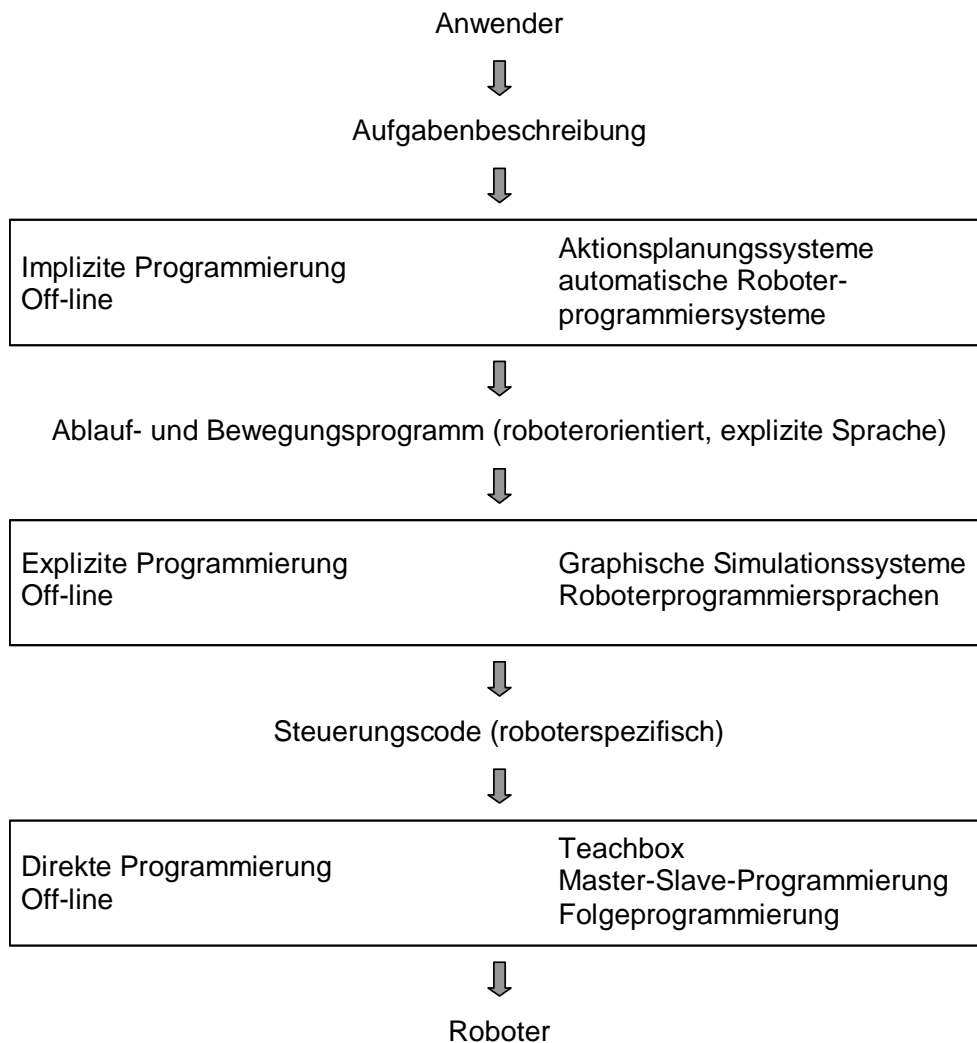 Anwender
Aufgabenbeschreibung
Implizite Programmierung
Off-line
Aktionsplanungssysteme
automatische Roboter-
programmiersysteme
Ablauf- und Bewegungsprogramm (roboterorientiert, explizite Sprache)
Explizite Programmierung
Off-line
Graphische Simulationssysteme
Roboterprogrammiersprachen
Steuerungscode (roboterspezifisch)
Direkte Programmierung
Off-line
Teachbox
Master-Slave-Programmierung
Folgeprogrammierung
Roboter